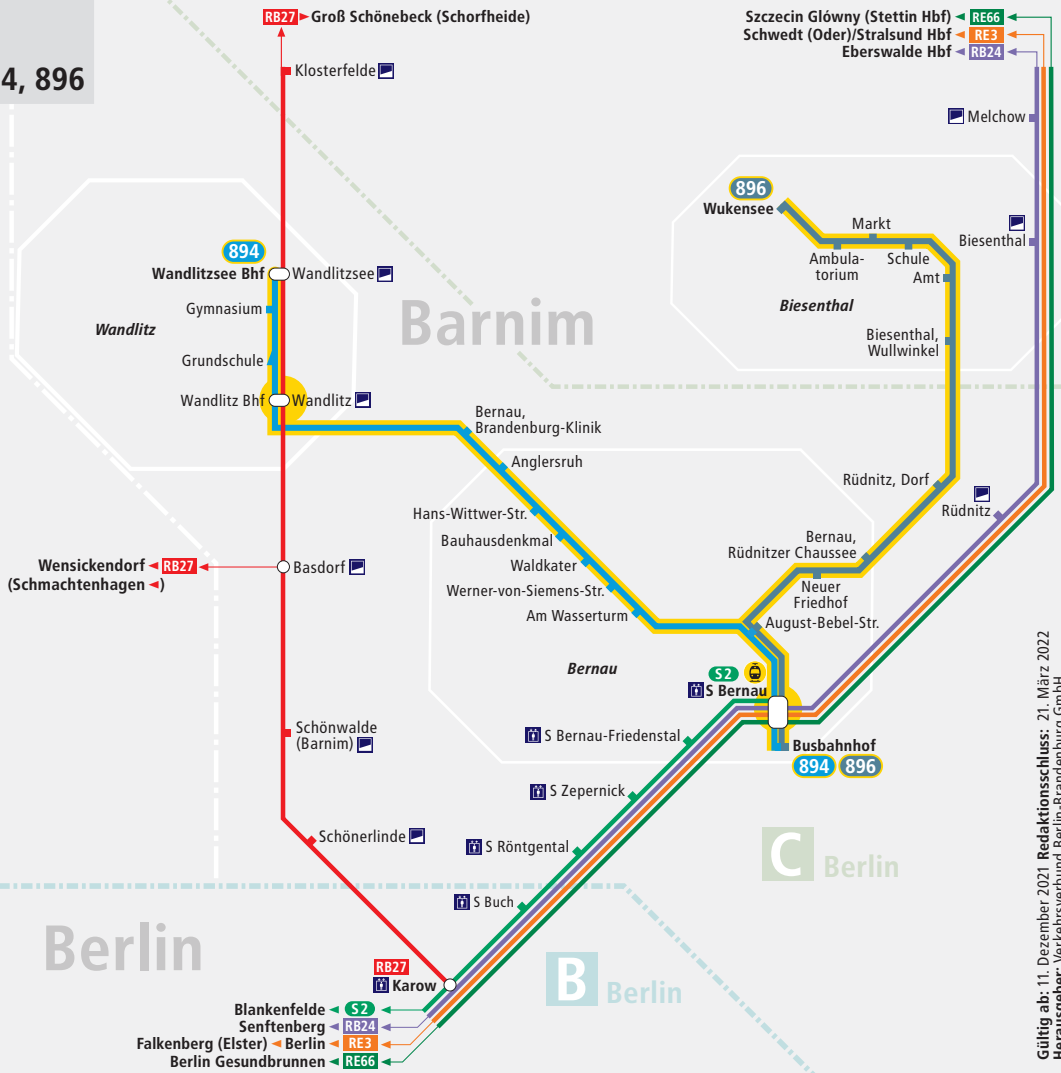 RB27 Groß Schönebeck (Schorfheide)
Szczecin Glówny (Stettin Hbf) RE66
Schwedt (Oder)/Stralsund Hbf RE3
Eberswalde Hbf RB24
4, 896
Klosterfelde
Melchow
896
Wukensee
Markt
Ambula-
torium
Schule
Amt
Biesenthal
Biesenthal
894
Wandlitzsee Bhf
Wandlitzsee
Gymnasium
Wandlitz
Barnim
Grundschule
Biesenthal,
Wullwinkel
Wandlitz Bhf
Wandlitz
Bernau,
Brandenburg-Klinik
Anglersruh
Rüdnitz, Dorf
Rüdnitz
Hans-Wittwer-Str.
Bauhausdenkmal
Bernau,
Rüdnitzer Chaussee
Waldkater
Wensickendorf RB27
(Schmachtenhagen )
Basdorf
Werner-von-Siemens-Str.
Neuer
Friedhof
Am Wasserturm
August-Bebel-Str.
Bernau
S2
S Bernau
Schönwalde
(Barnim)
S Bernau-Friedenstal
Busbahnhof
894 896
S Zepernick
Schönerlinde
S Röntgental
C Berlin
S Buch
Berlin
RB27
Karow
B Berlin
Blankenfelde S2
Senftenberg RB24
Falkenberg (Elster) Berlin RE3
Berlin Gesundbrunnen RE66
Gültig ab: 11. Dezember 2021 Redaktionsschluss: 21. März 2022
Herausgeber: Verkehrsverbund Berlin-Brandenburg GmbH